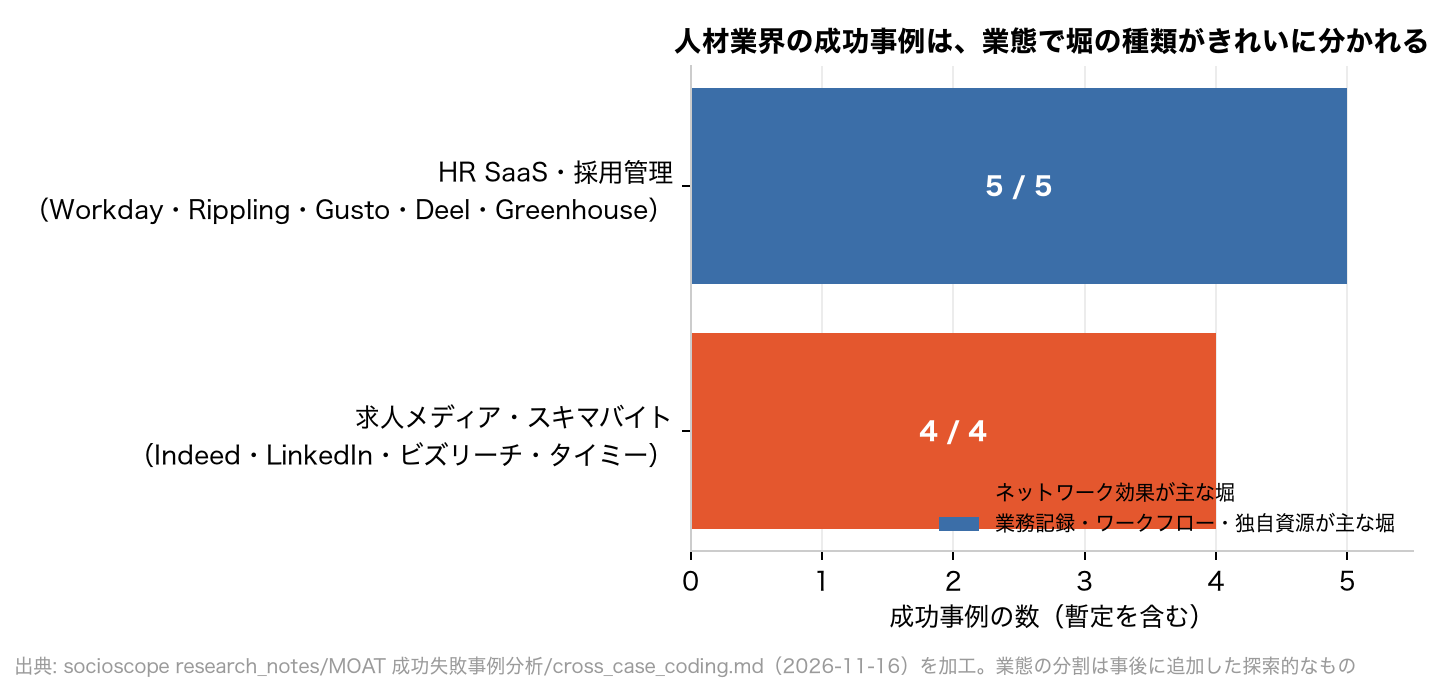 人材業界の成功事例は、業態で堀の種類がきれいに分かれる
HR SaaS・採用管理
（Workday・Rippling・Gusto・Deel・Greenhouse）
5 / 5
求人メディア・スキマバイト
（Indeed・LinkedIn・ビズリーチ・タイミー）
4 / 4
ネットワーク効果が主な堀
業務記録・ワークフロー・独自資源が主な堀
0 1 2 3 4 5
成功事例の数（暫定を含む）
出典: socioscope research_notes/MOAT 成功失敗事例分析/cross_case_coding.md（2026-11-16）を加工。業態の分割は事後に追加した探索的なもの